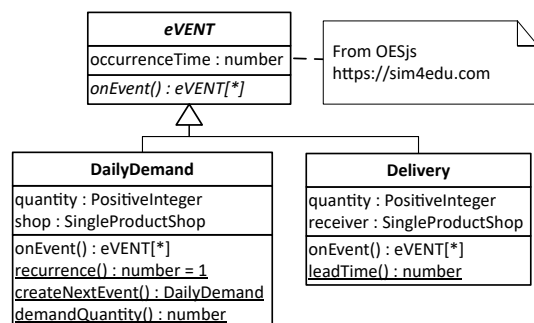 eVENT
occurrenceTime : number
onEvent() : eVENT[*]
From OESjs
https://sim4edu.com
DailyDemand
quantity : PositiveInteger
shop : SingleProductShop
onEvent() : eVENT[*]
recurrence() : number = 1
createNextEvent() : DailyDemand
demandQuantity() : number
Delivery
quantity : PositiveInteger
receiver : SingleProductShop
onEvent() : eVENT[*]
leadTime() : number